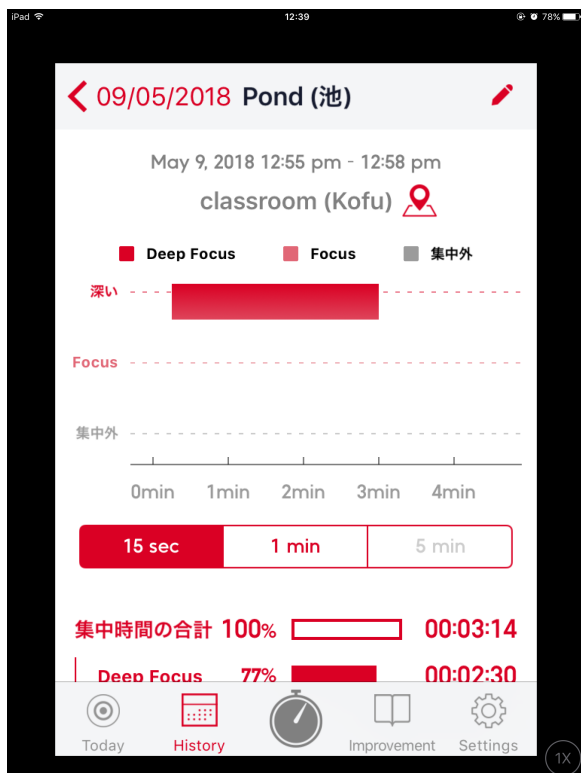 iPad 12:39 78%
09/05/2018 Pond (池)
May 9, 2018 12:55 pm - 12:58 pm
classroom (Kofu)
Deep Focus Focus 集中外
深い
Focus
集中外
0min 1min 2min 3min 4min
15 sec 1 min 5 min
集中時間の合計 100% 00:03:14
Deep Focus 77% 00:02:30
Today History Improvement Settings
1X